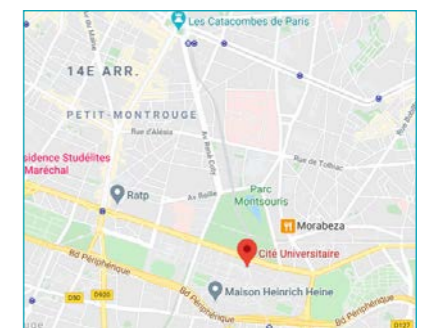 Les Catacombes de Paris
14E ARR.
PETIT-MONTROUGE
Rue d'Alésia
Av. René Coty
Rue de Tolbiac
sidence Studélites
Maréchal
Ratp
Av. Reille
Parc
Montsouris
Morabeza
Cité Universitaire
Bd Périphérique
Maison Heinrich Heine
D50
D920
Bd Périphérique
D127